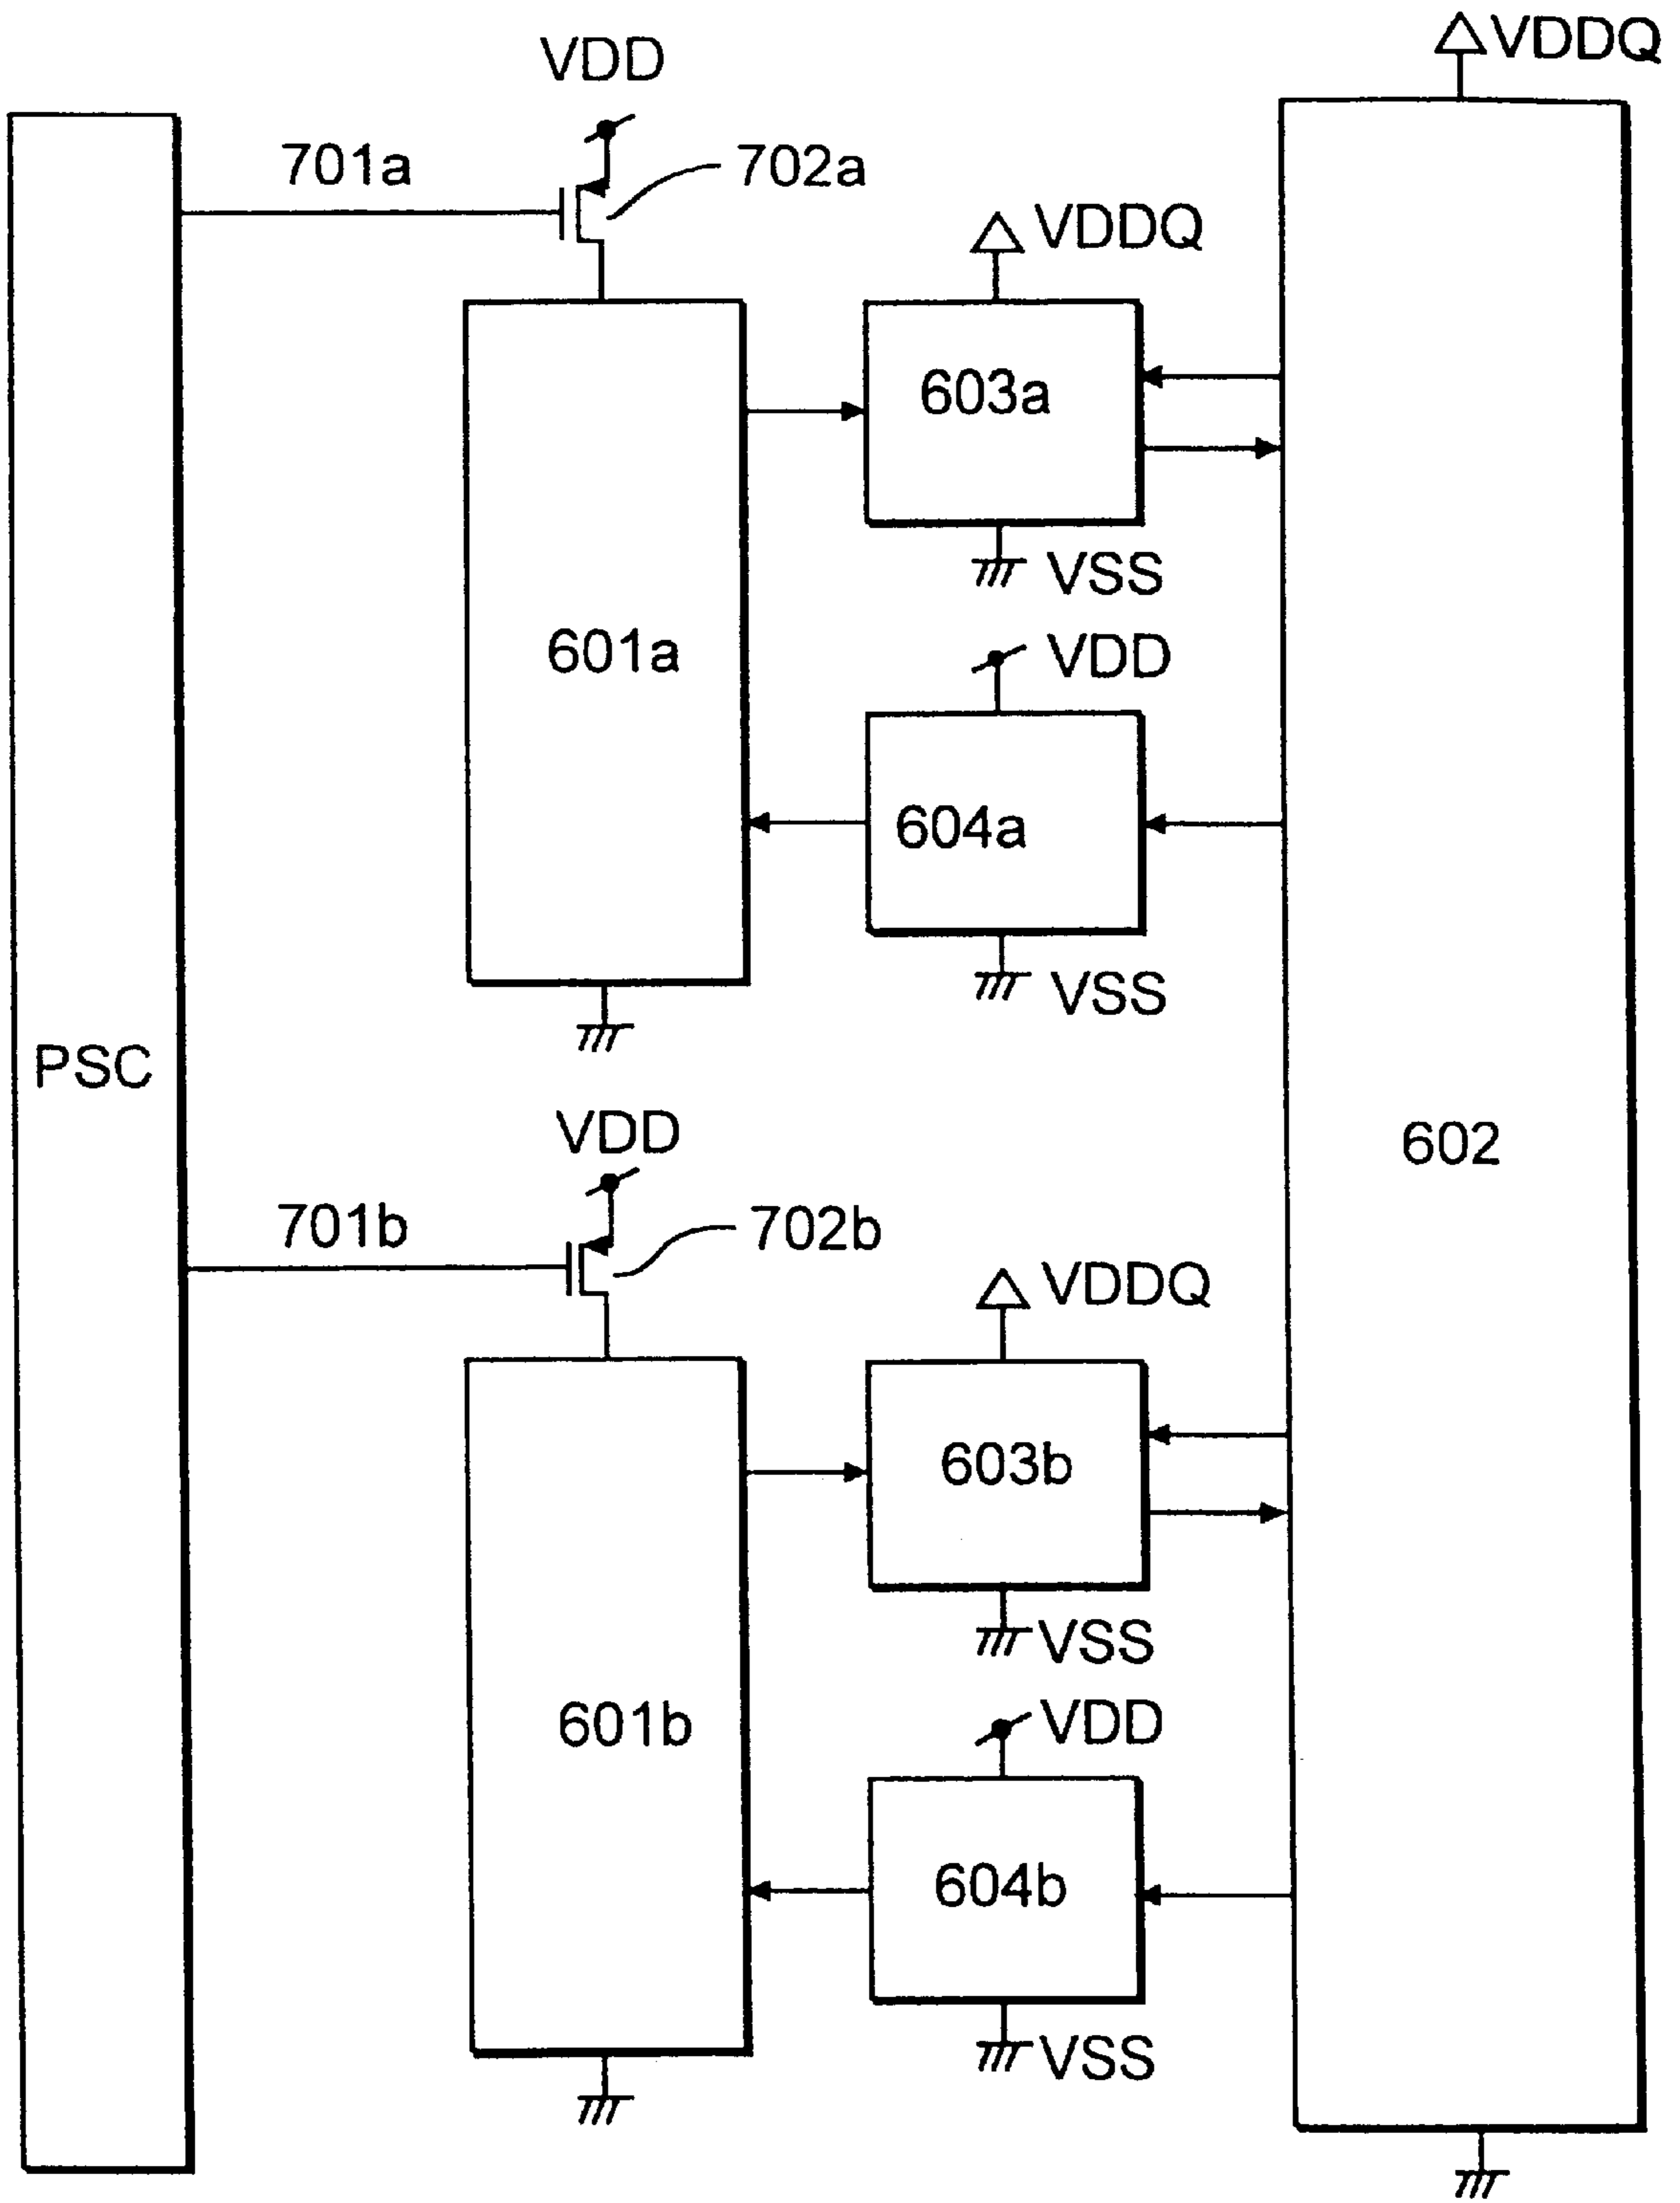 VDDQ
VDD
701a
702a
VDDQ
603a
VSS
601a
VDD
604a
VSS
PSC
VDD
602
701b
702b
VDDQ
603b
VSS
601b
VDD
604b
VSS